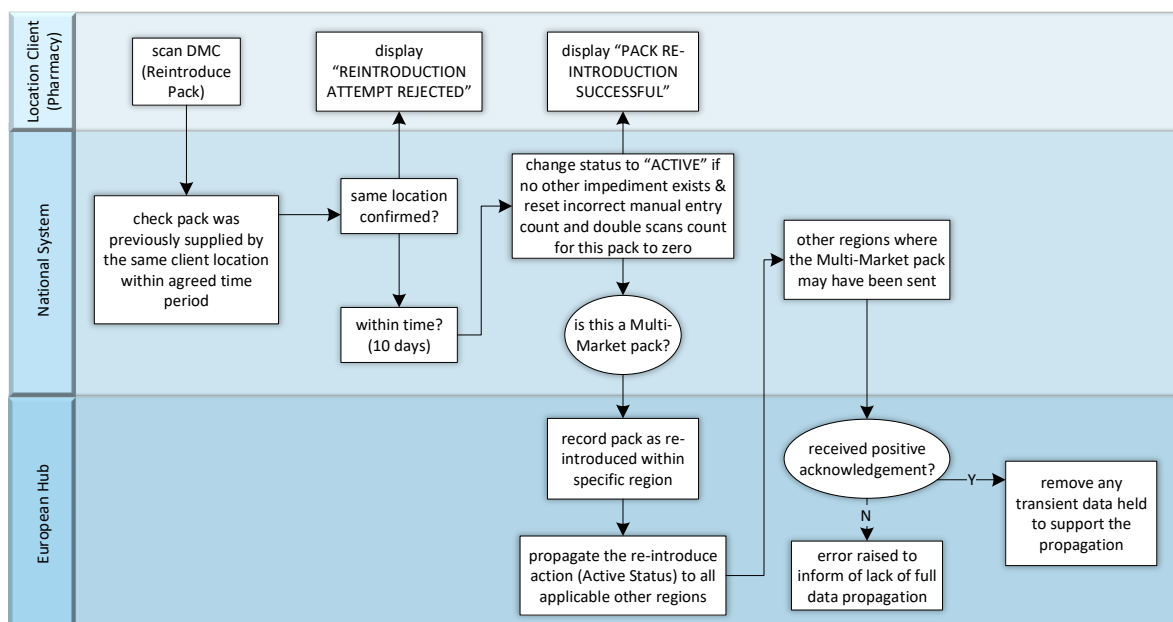 Location Client
(Pharmacy)
scan DMC
(Reintroduce
Pack)
display
“REINTRODUCTION
ATTEMPT REJECTED”
display “PACK RE-
INTRODUCTION
SUCCESSFUL”
National System
check pack was
previously supplied by
the same client location
within agreed time
period
same location
confirmed?
within time?
(10 days)
change status to “ACTIVE” if
no other impediment exists &
reset incorrect manual entry
count and double scans count
for this pack to zero
is this a Multi-
Market pack?
other regions where
the Multi-Market pack
may have been sent
European Hub
record pack as re-
introduced within
specific region
propagate the re-introduce
action (Active Status) to all
applicable other regions
received positive
acknowledgement?
Y
N
remove any
transient data held
to support the
propagation
error raised to
inform of lack of full
data propagation